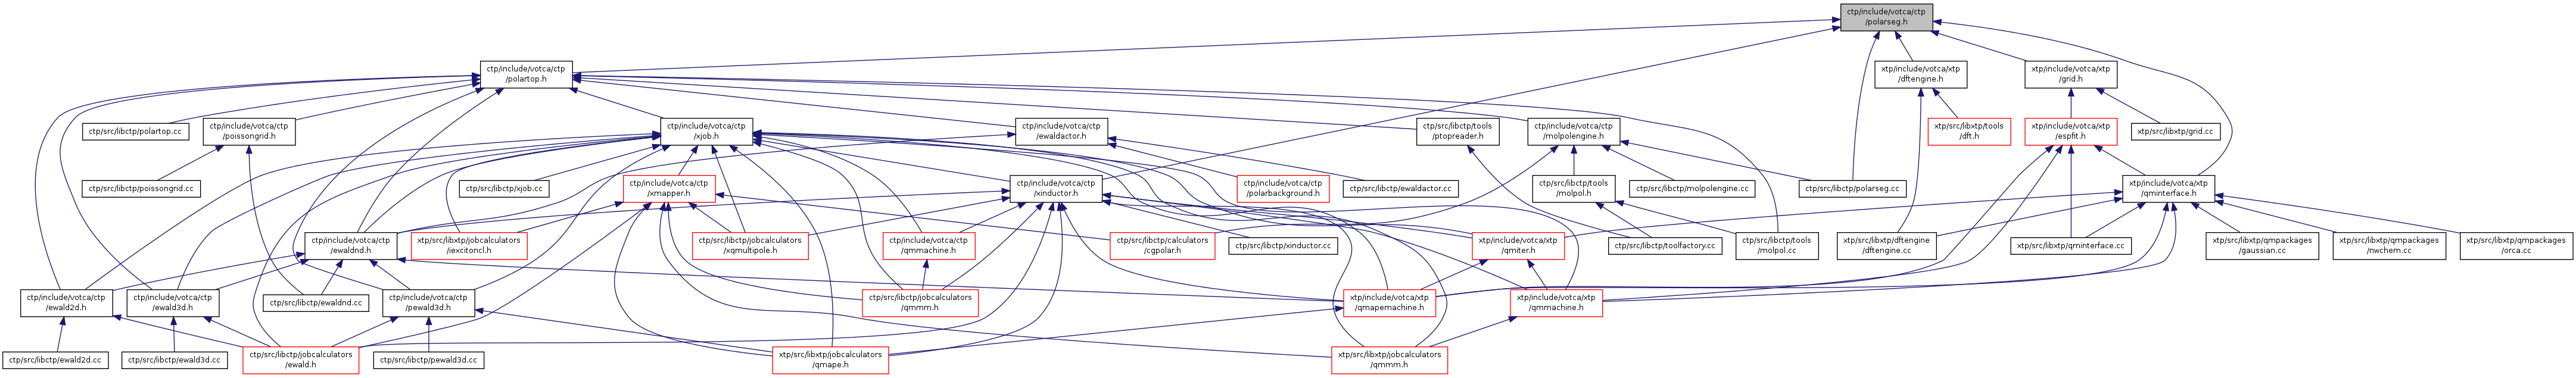 ctp/include/votca/ctp
/polarseg.h
ctp/include/votca/ctp
/polartop.h
xtp/include/votca/xtp
/dftengine.h
xtp/include/votca/xtp
/grid.h
ctp/src/libctp/polartop.cc
ctp/include/votca/ctp
/poissongrid.h
ctp/include/votca/ctp
/xjob.h
ctp/include/votca/ctp
/ewaldactor.h
ctp/src/libctp/tools
/ptopreader.h
ctp/include/votca/ctp
/molpolengine.h
xtp/src/libxtp/tools
/dft.h
xtp/include/votca/xtp
/espfit.h
xtp/src/libxtp/grid.cc
ctp/src/libctp/poissongrid.cc
ctp/src/libctp/xjob.cc
ctp/include/votca/ctp
/xmapper.h
ctp/include/votca/ctp
/xinductor.h
ctp/include/votca/ctp
/polarbackground.h
ctp/src/libctp/ewaldactor.cc
ctp/src/libctp/tools
/molpol.h
ctp/src/libctp/molpolengine.cc
ctp/src/libctp/polarseg.cc
xtp/include/votca/xtp
/qminterface.h
ctp/include/votca/ctp
/ewaldnd.h
xtp/src/libxtp/jobcalculators
/iexcitoncl.h
ctp/src/libctp/jobcalculators
/xqmultipole.h
ctp/include/votca/ctp
/qmmachine.h
ctp/src/libctp/calculators
/cgpolar.h
ctp/src/libctp/xinductor.cc
xtp/include/votca/xtp
/qmiter.h
ctp/src/libctp/toolfactory.cc
ctp/src/libctp/tools
/molpol.cc
xtp/src/libxtp/dftengine
/dftengine.cc
xtp/src/libxtp/qminterface.cc
xtp/src/libxtp/qmpackages
/gaussian.cc
xtp/src/libxtp/qmpackages
/nwchem.cc
xtp/src/libxtp/qmpackages
/orca.cc
ctp/include/votca/ctp
/ewald2d.h
ctp/include/votca/ctp
/ewald3d.h
ctp/src/libctp/ewaldnd.cc
ctp/include/votca/ctp
/pewald3d.h
ctp/src/libctp/jobcalculators
/qmmm.h
xtp/include/votca/xtp
/qmapemachine.h
xtp/include/votca/xtp
/qmmachine.h
ctp/src/libctp/ewald2d.cc
ctp/src/libctp/ewald3d.cc
ctp/src/libctp/jobcalculators
/ewald.h
ctp/src/libctp/pewald3d.cc
xtp/src/libxtp/jobcalculators
/qmape.h
xtp/src/libxtp/jobcalculators
/qmmm.h